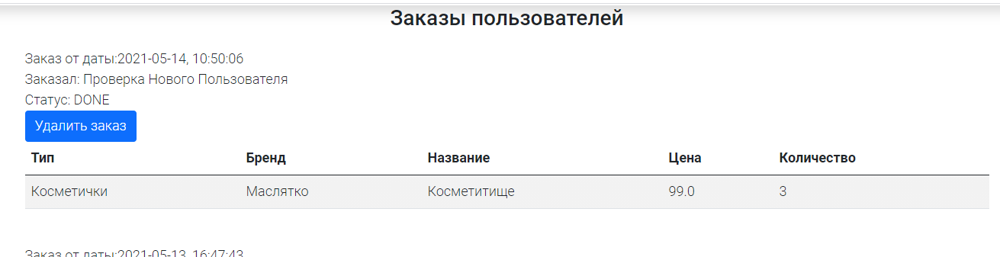 Заказы пользователей
Заказ от даты:2021-05-14, 10:50:06
Заказал: Проверка Нового Пользователя
Статус: DONE
Удалить заказ
Тип Бренд Название Цена Количество
Косметички Маслятко Косметитище 99.0 3
Заказ от даты:2021-05-13, 16:47:43